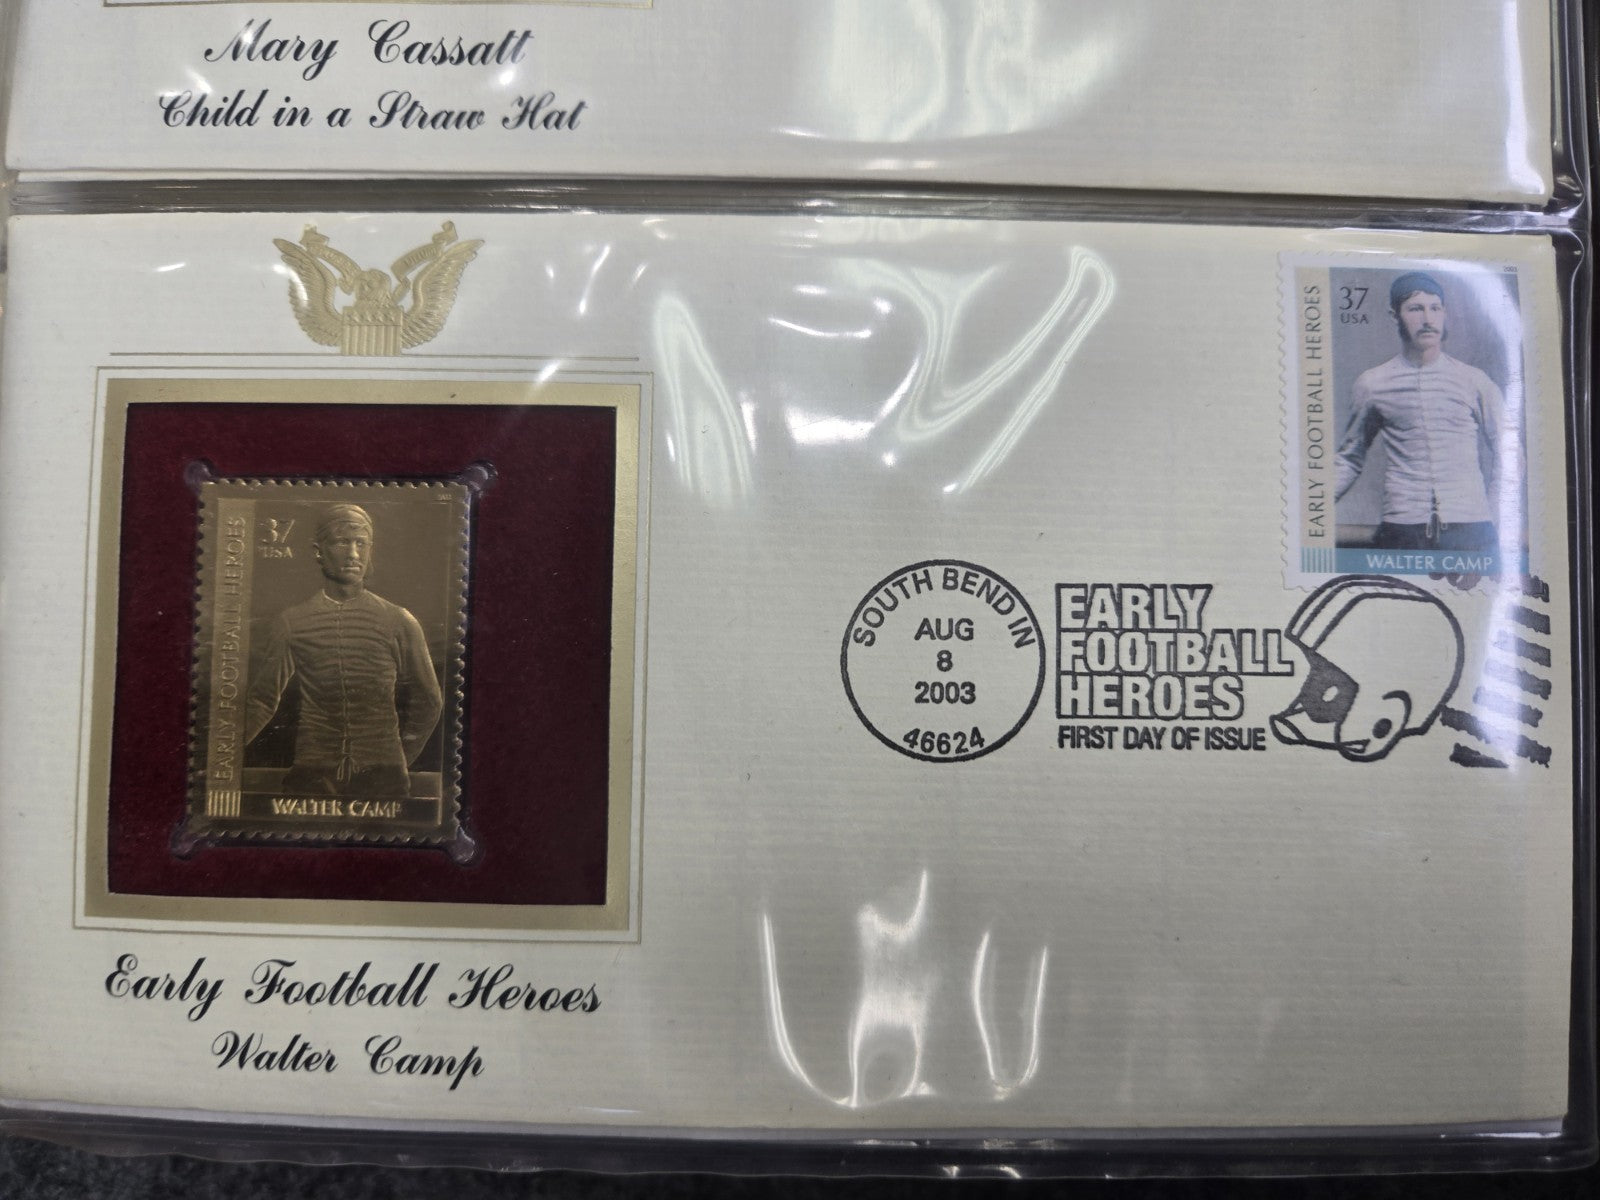 Mary Cassatt
Child in a Straw Hat
37
USA
EARLY FOOTBALL HEROES
WALTER CAMP
Early Football Heroes
Walter Camp
SOUTH BEND IN
AUG
8
2003
46624
EARLY
FOOTBALL
HEROES
FIRST DAY OF ISSUE
2003
37
USA
EARLY FOOTBALL HEROES
WALTER CAMP